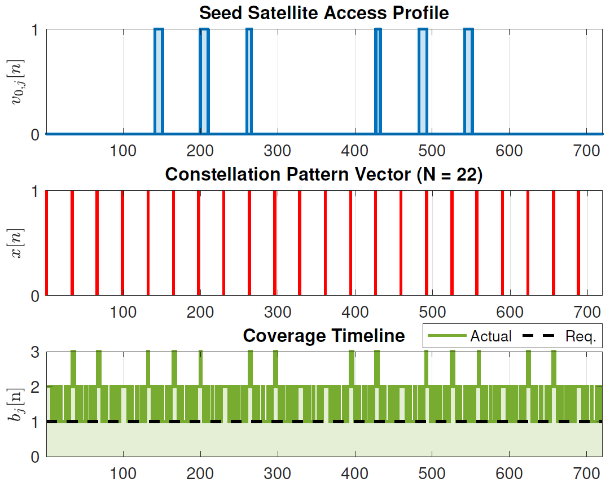 Seed Satellite Access Profile
v0,j[n]
1
0
100 200 300 400 500 600 700
Constellation Pattern Vector (N = 22)
x[n]
1
0
100 200 300 400 500 600 700
Coverage Timeline
Actual Req.
bj[n]
3
2
1
0
100 200 300 400 500 600 700